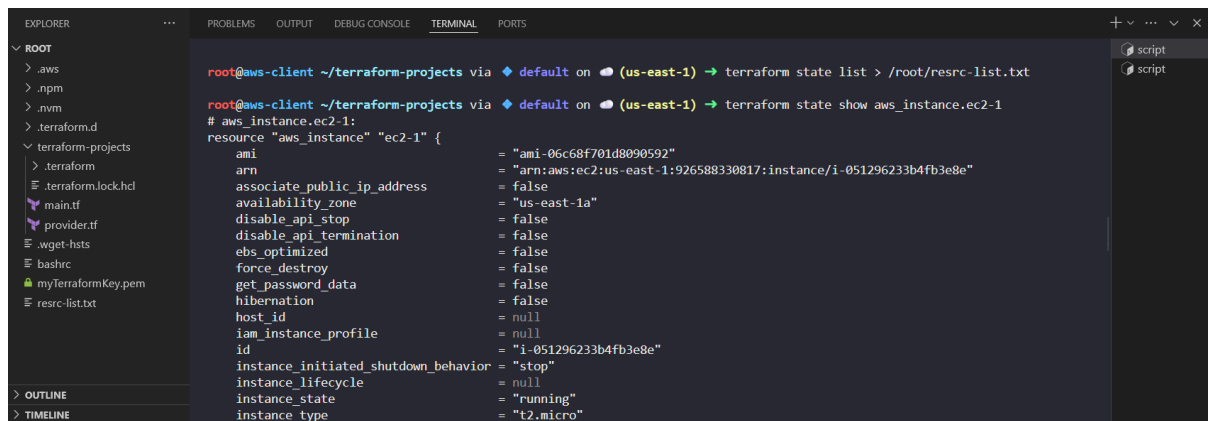 EXPLORER ...
ROOT
.aws
.npm
.nvm
.terraform.d
terraform-projects
.terraform
.terraform.lock.hcl
main.tf
provider.tf
.wget-hsts
bashrc
myTerraformKey.pem
resrc-list.txt
OUTLINE
TIMELINE
PROBLEMS OUTPUT DEBUG CONSOLE TERMINAL PORTS
root@aws-client ~/terraform-projects via ◆ default on ☁ (us-east-1) ➜ terraform state list > /root/resrc-list.txt
root@aws-client ~/terraform-projects via ◆ default on ☁ (us-east-1) ➜ terraform state show aws_instance.ec2-1
# aws_instance.ec2-1:
resource "aws_instance" "ec2-1" {
    ami                                  = "ami-06c68f701d8090592"
    arn                                  = "arn:aws:ec2:us-east-1:926588330817:instance/i-051296233b4fb3e8e"
    associate_public_ip_address          = false
    availability_zone                    = "us-east-1a"
    disable_api_stop                     = false
    disable_api_termination              = false
    ebs_optimized                        = false
    force_destroy                        = false
    get_password_data                    = false
    hibernation                          = false
    host_id                              = null
    iam_instance_profile                 = null
    id                                   = "i-051296233b4fb3e8e"
    instance_initiated_shutdown_behavior = "stop"
    instance_lifecycle                   = null
    instance_state                       = "running"
    instance_type                        = "t2.micro"
script
script